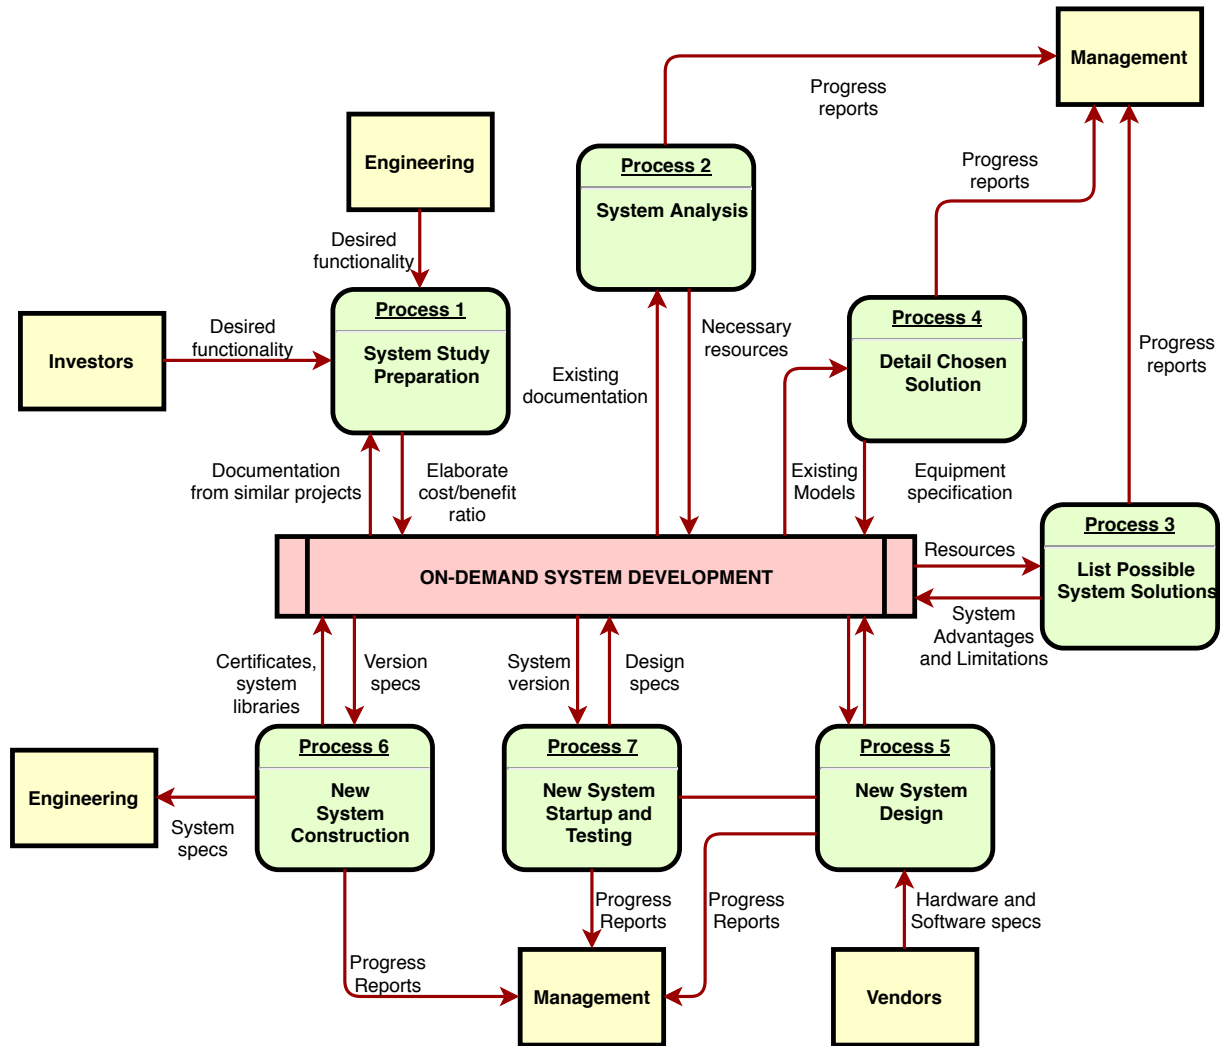 Management
Progress
reports
Engineering
Process 2
System Analysis
Progress
reports
Desired
functionality
Process 1
System Study
Preparation
Investors
Desired
functionality
Necessary
resources
Process 4
Detail Chosen
Solution
Progress
reports
Existing
documentation
Documentation
from similar projects
Elaborate
cost/benefit
ratio
Existing
Models
Equipment
specification
Process 3
List Possible
System Solutions
Resources
ON-DEMAND SYSTEM DEVELOPMENT
System
Advantages
and Limitations
Certificates,
system
libraries
Version
specs
System
version
Design
specs
Process 6
New
System
Construction
Process 7
New System
Startup and
Testing
Process 5
New System
Design
Engineering
System
specs
Progress
Reports
Progress
Reports
Hardware and
Software specs
Progress
Reports
Management
Vendors